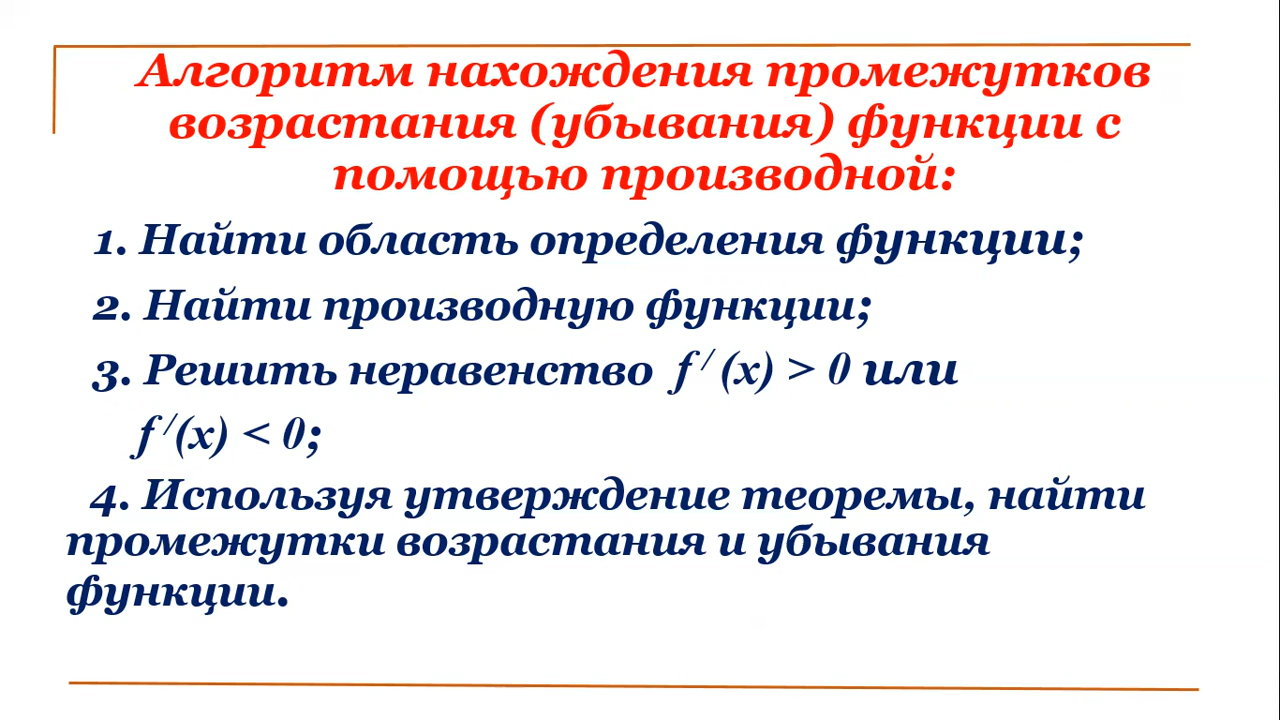 Алгоритм нахождения промежутков
возрастания (убывания) функции с
помощью производной:
1. Найти область определения функции;
2. Найти производную функции;
3. Решить неравенство f / (x) > 0 или
f /(x) < 0;
4. Используя утверждение теоремы, найти
промежутки возрастания и убывания
функции.